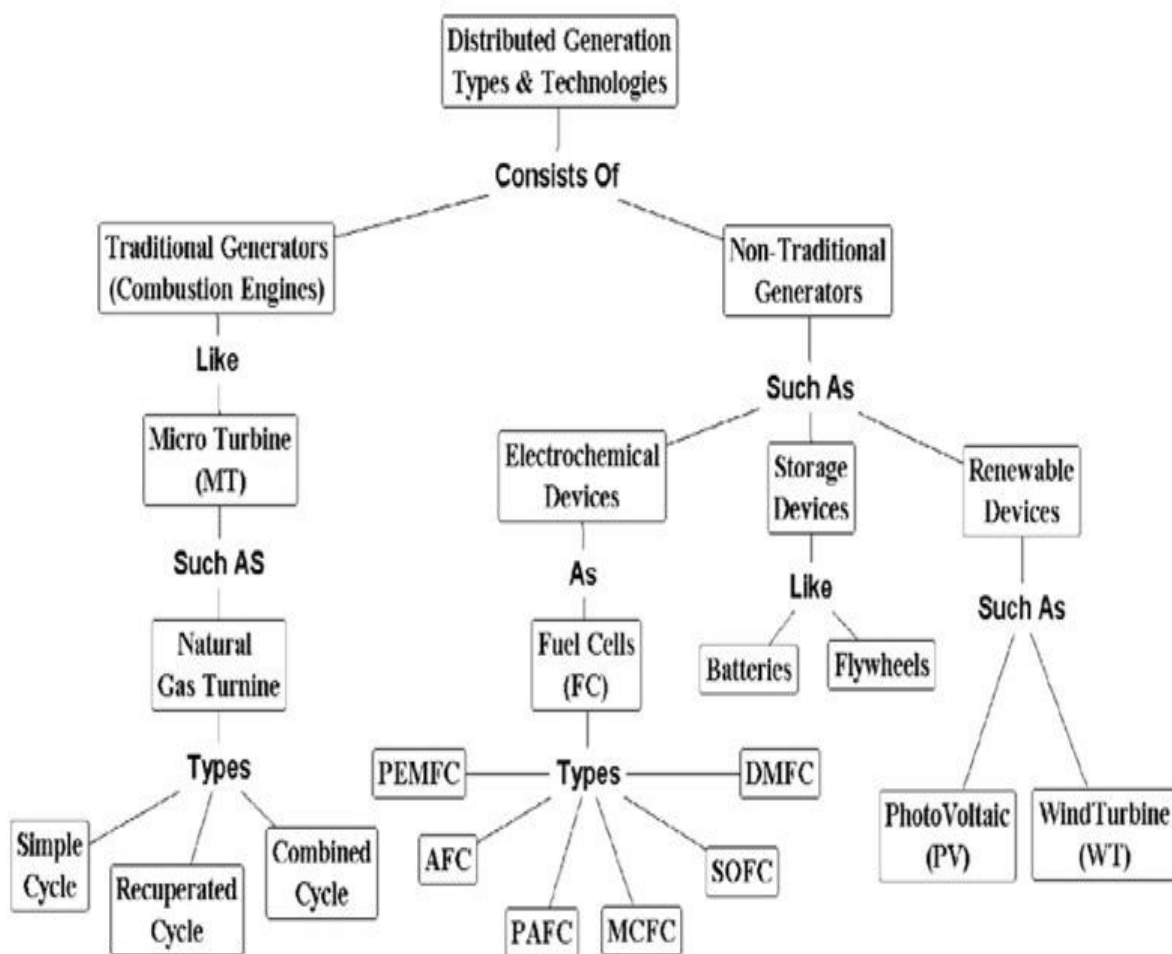 Distributed Generation
Types & Technologies
Consists Of
Traditional Generators
(Combustion Engines)
Non-Traditional
Generators
Like
Such As
Micro Turbine
(MT)
Electrochemical
Devices
Storage
Devices
Renewable
Devices
Such AS
As
Like
Such As
Natural
Gas Turnine
Fuel Cells
(FC)
Batteries
Flywheels
Types
PEMFC
Types
DMFC
PhotoVoltaic
(PV)
WindTurbine
(WT)
Simple
Cycle
Recuperated
Cycle
Combined
Cycle
AFC
SOFC
PAFC
MCFC